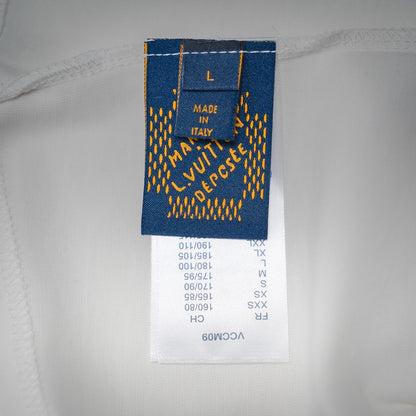 L
MADE
IN
ITALY
L.VUITTON
DÉPOSÉE
VCCM09
FR CH
XXS 160/80
XS 165/85
S 170/90
M 175/95
L 180/100
XL 185/105
XXL 190/110